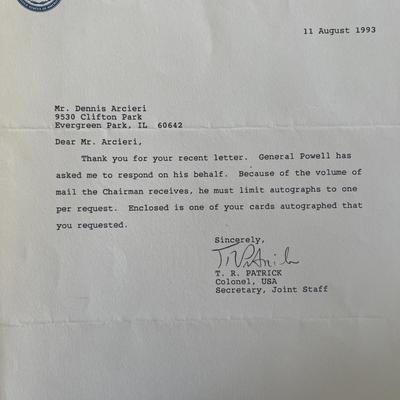 11 August 1993
Mr. Dennis Arcieri
9530 Clifton Park
Evergreen Park, IL 60642
Dear Mr. Arcieri,
Thank you for your recent letter. General Powell has
asked me to respond on his behalf. Because of the volume of
mail the Chairman receives, he must limit autographs to one
per request. Enclosed is one of your cards autographed that
you requested.
Sincerely,
T. R. PATRICK
Colonel, USA
Secretary, Joint Staff